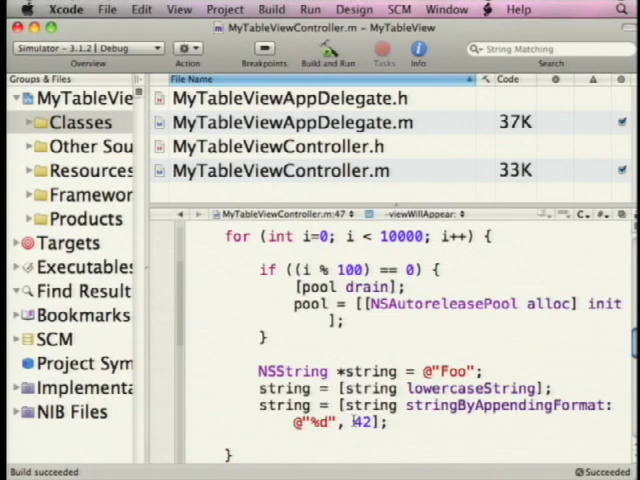 Xcode File Edit View Project Build Run Design SCM Window Help
MyTableViewController.m – MyTableView
Simulator - 3.1.2 | Debug
String Matching
Overview Action Breakpoints Build and Run Tasks Info Search
Groups & Files File Name Code
MyTableVie
Classes
Other Sou
Resources
Framewor
Products
Targets
Executables
Find Result
Bookmarks
SCM
Project Sym
Implementa
NIB Files
MyTableViewAppDelegate.h
MyTableViewAppDelegate.m 37K
MyTableViewController.h
MyTableViewController.m 33K
MyTableViewController.m:47 -viewWillAppear: C #
for (int i=0; i < 10000; i++) {
if ((i % 100) == 0) {
[pool drain];
pool = [[NSAutoreleasePool alloc] init
];
}
NSString *string = @"Foo";
string = [string lowercaseString];
string = [string stringByAppendingFormat:
@"%d", 42];
}
Build succeeded Succeeded